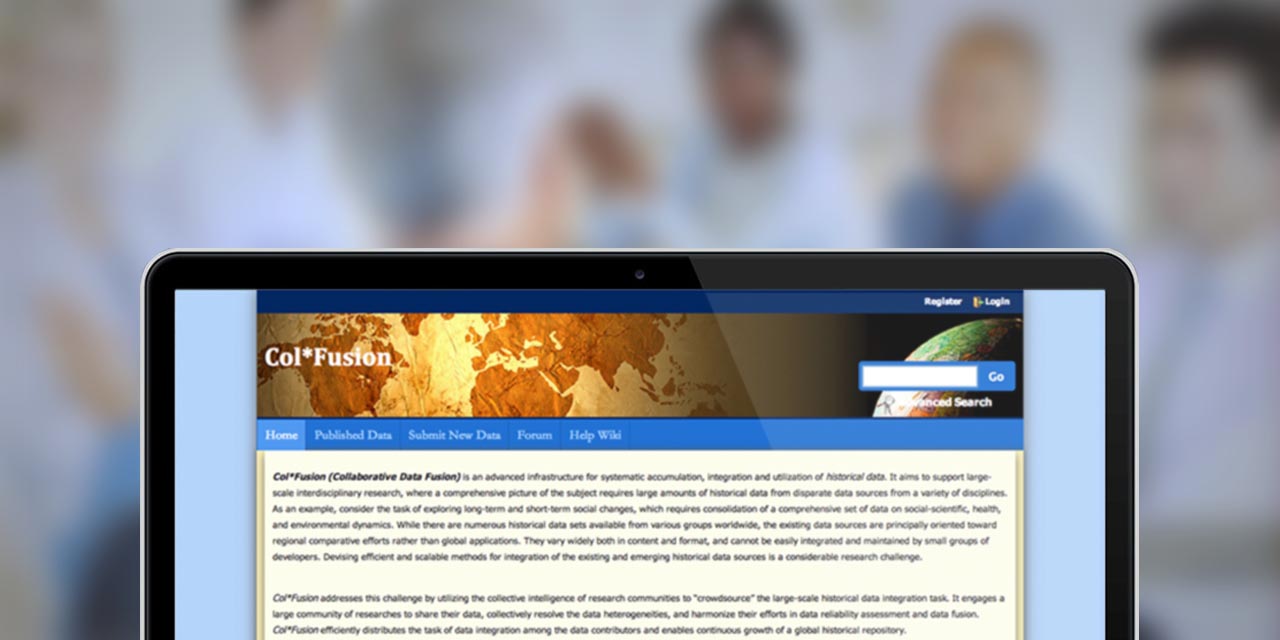 Register Login
Col*Fusion
Go
Advanced Search
Home Published Data Submit New Data Forum Help Wiki
Col*Fusion (Collaborative Data Fusion) is an advanced infrastructure for systematic accumulation, integration and utilization of historical data. It aims to support large-
scale interdisciplinary research, where a comprehensive picture of the subject requires large amounts of historical data from disparate data sources from a variety of disciplines.
As an example, consider the task of exploring long-term and short-term social changes, which requires consolidation of a comprehensive set of data on social-scientific, health,
and environmental dynamics. While there are numerous historical data sets available from various groups worldwide, the existing data sources are principally oriented toward
regional comparative efforts rather than global applications. They vary widely both in content and format, and cannot be easily integrated and maintained by small groups of
developers. Devising efficient and scalable methods for integration of the existing and emerging historical data sources is a considerable research challenge.
Col*Fusion addresses this challenge by utilizing the collective intelligence of research communities to "crowdsource" the large-scale historical data integration task. It engages a
large community of researches to share their data, collectively resolve the data heterogeneities, and harmonize their efforts in data reliability assessment and data fusion.
Col*Fusion efficiently distributes the task of data integration among the data contributors and enables continuous growth of a global historical repository.